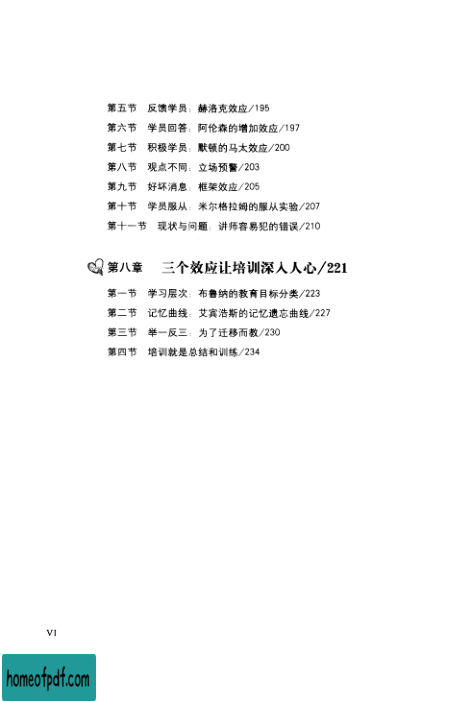 第五节　反馈学员：赫洛克效应/195
第六节　学员回答：阿伦森的增加效应/197
第七节　积极学员：默顿的马太效应/200
第八节　观点不同：立场预警/203
第九节　好坏消息：框架效应/205
第十节　学员服从：米尔格拉姆的服从实验/207
第十一节　现状与问题：讲师容易犯的错误/210
第八章　三个效应让培训深入人心/221
第一节　学习层次：布鲁纳的教育目标分类/223
第二节　记忆曲线：艾宾浩斯的记忆遗忘曲线/227
第三节　举一反三：为了迁移而教/230
第四节　培训就是总结和训练/234
VI
homeofpdf.com